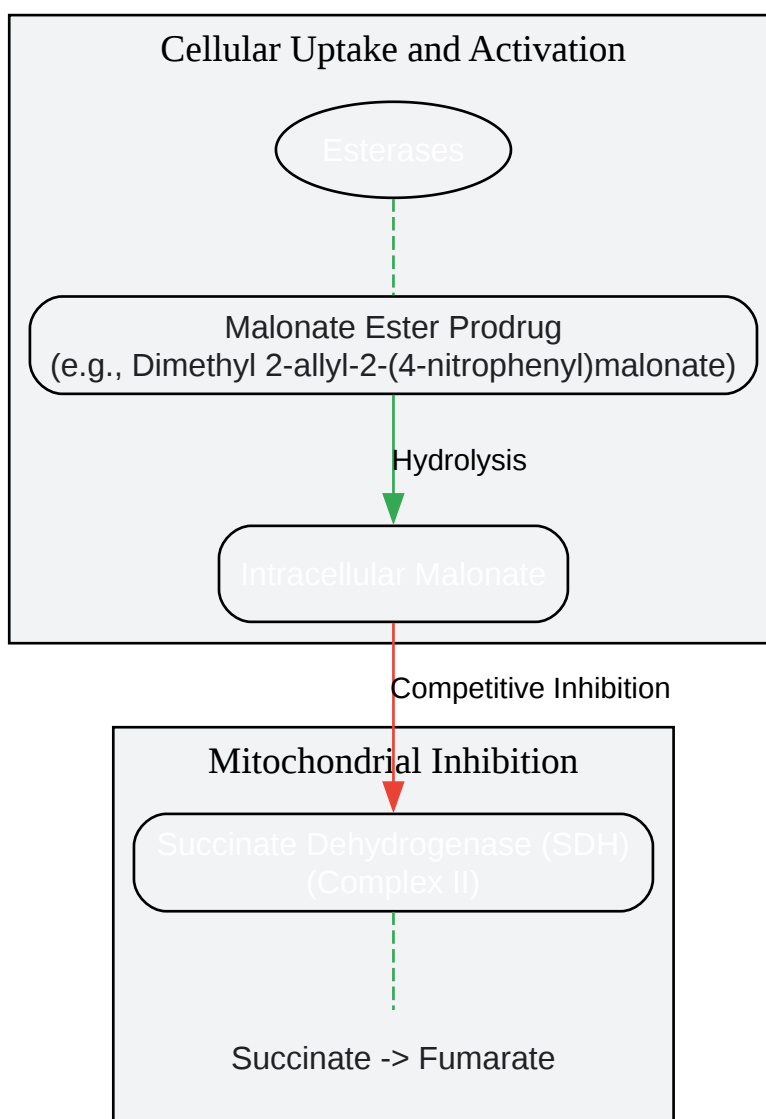 Cellular Uptake and Activation
Esterases
Malonate Ester Prodrug
(e.g., Dimethyl 2-allyl-2-(4-nitrophenyl)malonate)
Hydrolysis
Intracellular Malonate
Competitive Inhibition
Mitochondrial Inhibition
Succinate Dehydrogenase (SDH)
(Complex II)
Succinate -> Fumarate